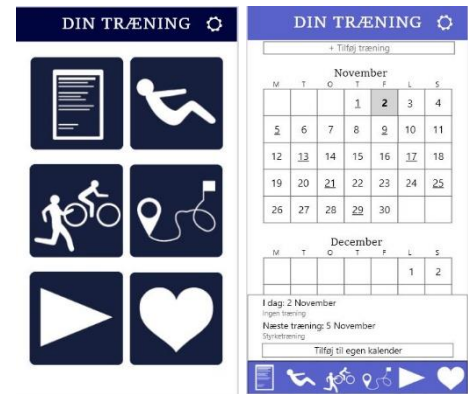 DIN TRÆNING
DIN TRÆNING
+ Tilføj træning
November
M T O T F L S
1 2 3 4
5 6 7 8 9 10 11
12 13 14 15 16 17 18
19 20 21 22 23 24 25
26 27 28 29 30
December
M T O T F L S
1 2
I dag: 2 November
Ingen træning
Næste træning: 5 November
Styrketræning
Tilføj til egen kalender